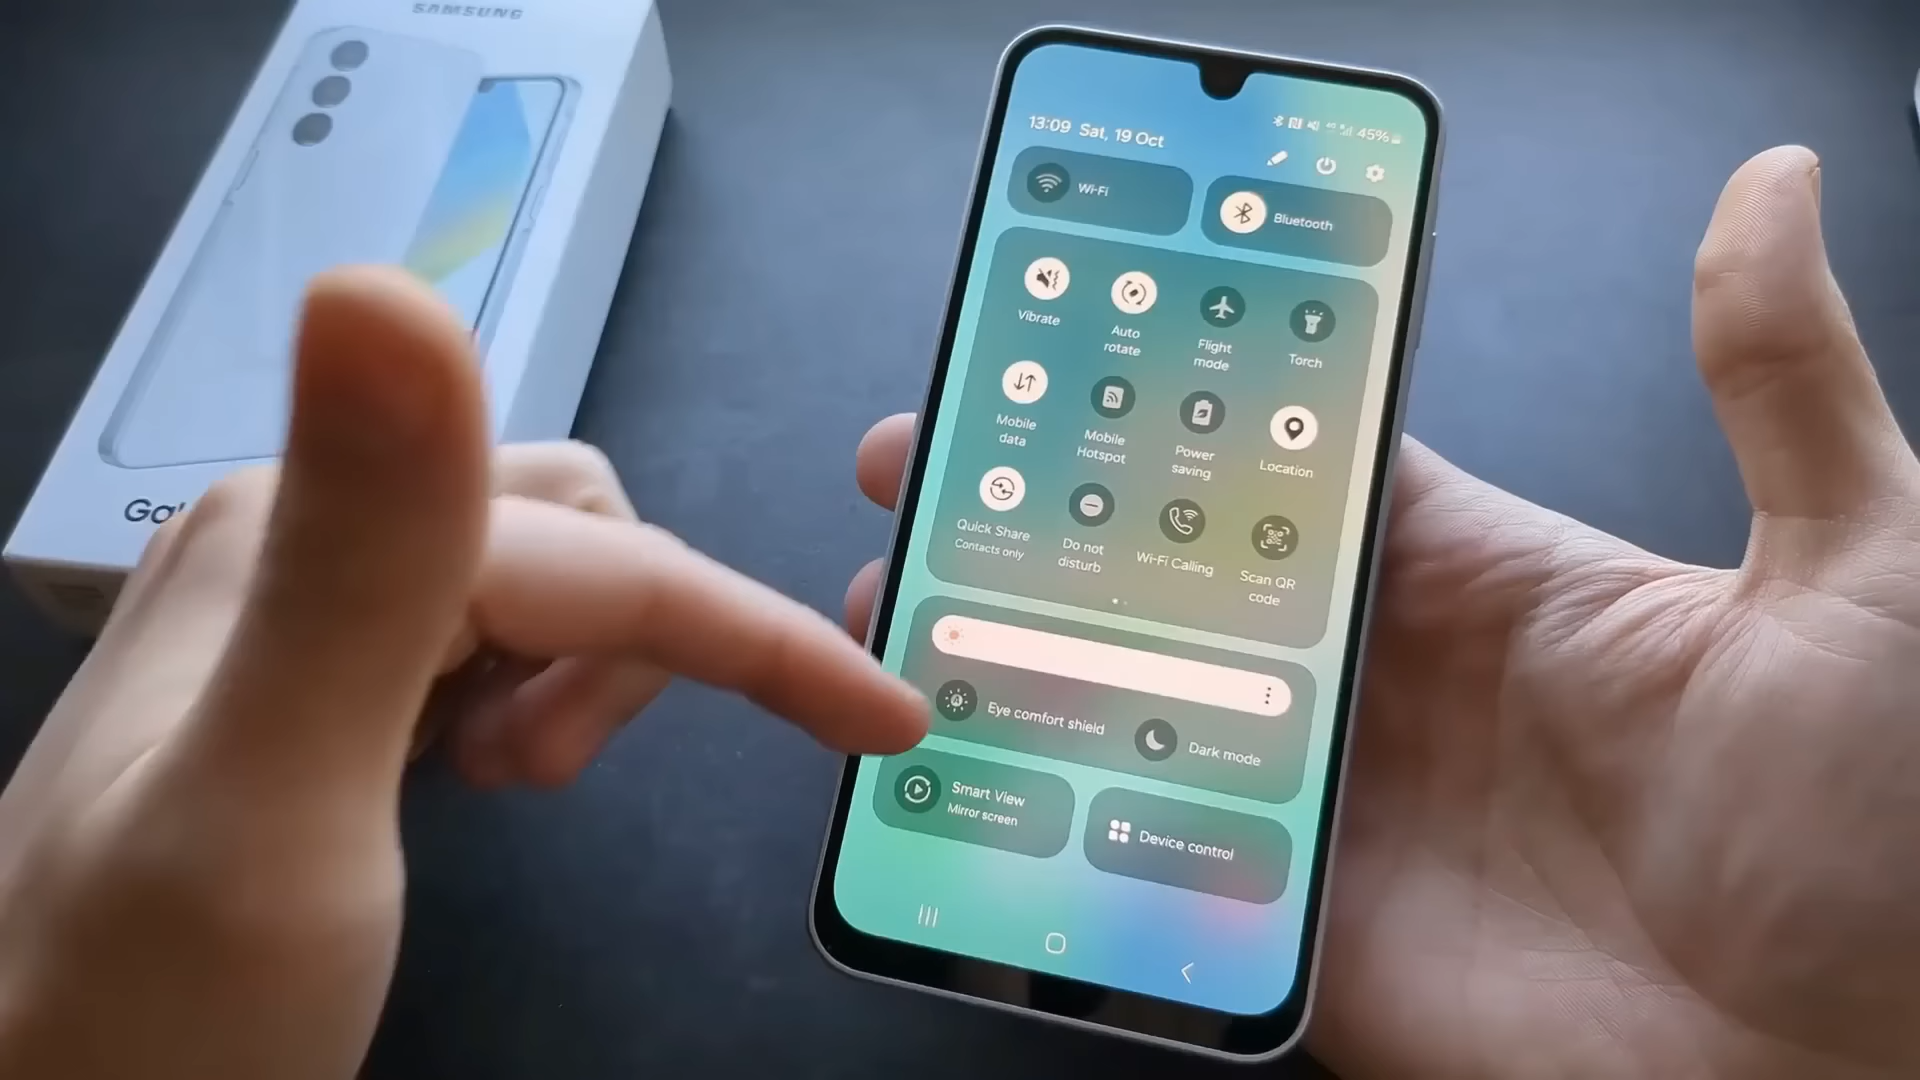 SAMSUNG
13:09 Sat, 19 Oct
45%
Wi-Fi
Bluetooth
Vibrate
Auto
rotate
Flight
mode
Torch
Mobile
data
Mobile
Hotspot
Power
saving
Location
Quick Share
Contacts only
Do not
disturb
Wi-Fi Calling
Scan QR
code
Eye comfort shield
Dark mode
Smart View
Mirror screen
Device control